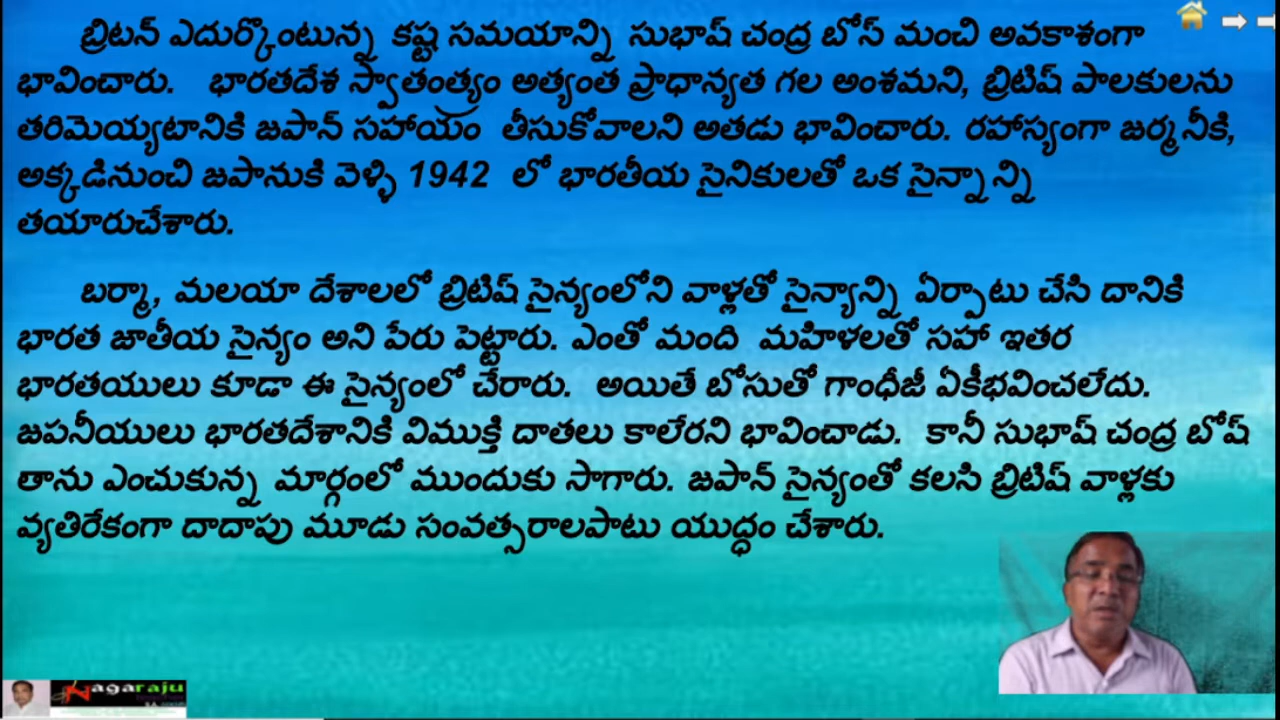 బ్రిటన్ ఎదుర్కొంటున్న కష్ట సమయాన్ని సుభాష్ చంద్ర బోస్ మంచి అవకాశంగా
భావించారు. భారతదేశ స్వాతంత్ర్యం అత్యంత ప్రాధాన్యత గల అంశమని, బ్రిటిష్ పాలకులను
తరిమెయ్యటానికి జపాన్ సహాయం తీసుకోవాలని అతడు భావించారు. రహాస్యంగా జర్మనీకి,
అక్కడినుంచి జపానుకి వెళ్ళి 1942 లో భారతీయ సైనికులతో ఒక సైన్నాన్ని
తయారుచేశారు.
బర్మా, మలయా దేశాలలో బ్రిటిష్ సైన్యంలోని వాళ్లతో సైన్యాన్ని ఏర్పాటు చేసి దానికి
భారత జాతీయ సైన్యం అని పేరు పెట్టారు. ఎంతో మంది మహిళలతో సహా ఇతర
భారతయులు కూడా ఈ సైన్యంలో చేరారు. అయితే బోసుతో గాంధీజీ ఏకీభవించలేదు.
జపనీయులు భారతదేశానికి విముక్తి దాతలు కాలేరని భావించాడు. కానీ సుభాష్ చంద్ర బోష్
తాను ఎంచుకున్న మార్గంలో ముందుకు సాగారు. జపాన్ సైన్యంతో కలసి బ్రిటిష్ వాళ్లకు
వ్యతిరేకంగా దాదాపు మూడు సంవత్సరాలపాటు యుద్ధం చేశారు.
Nagaraju